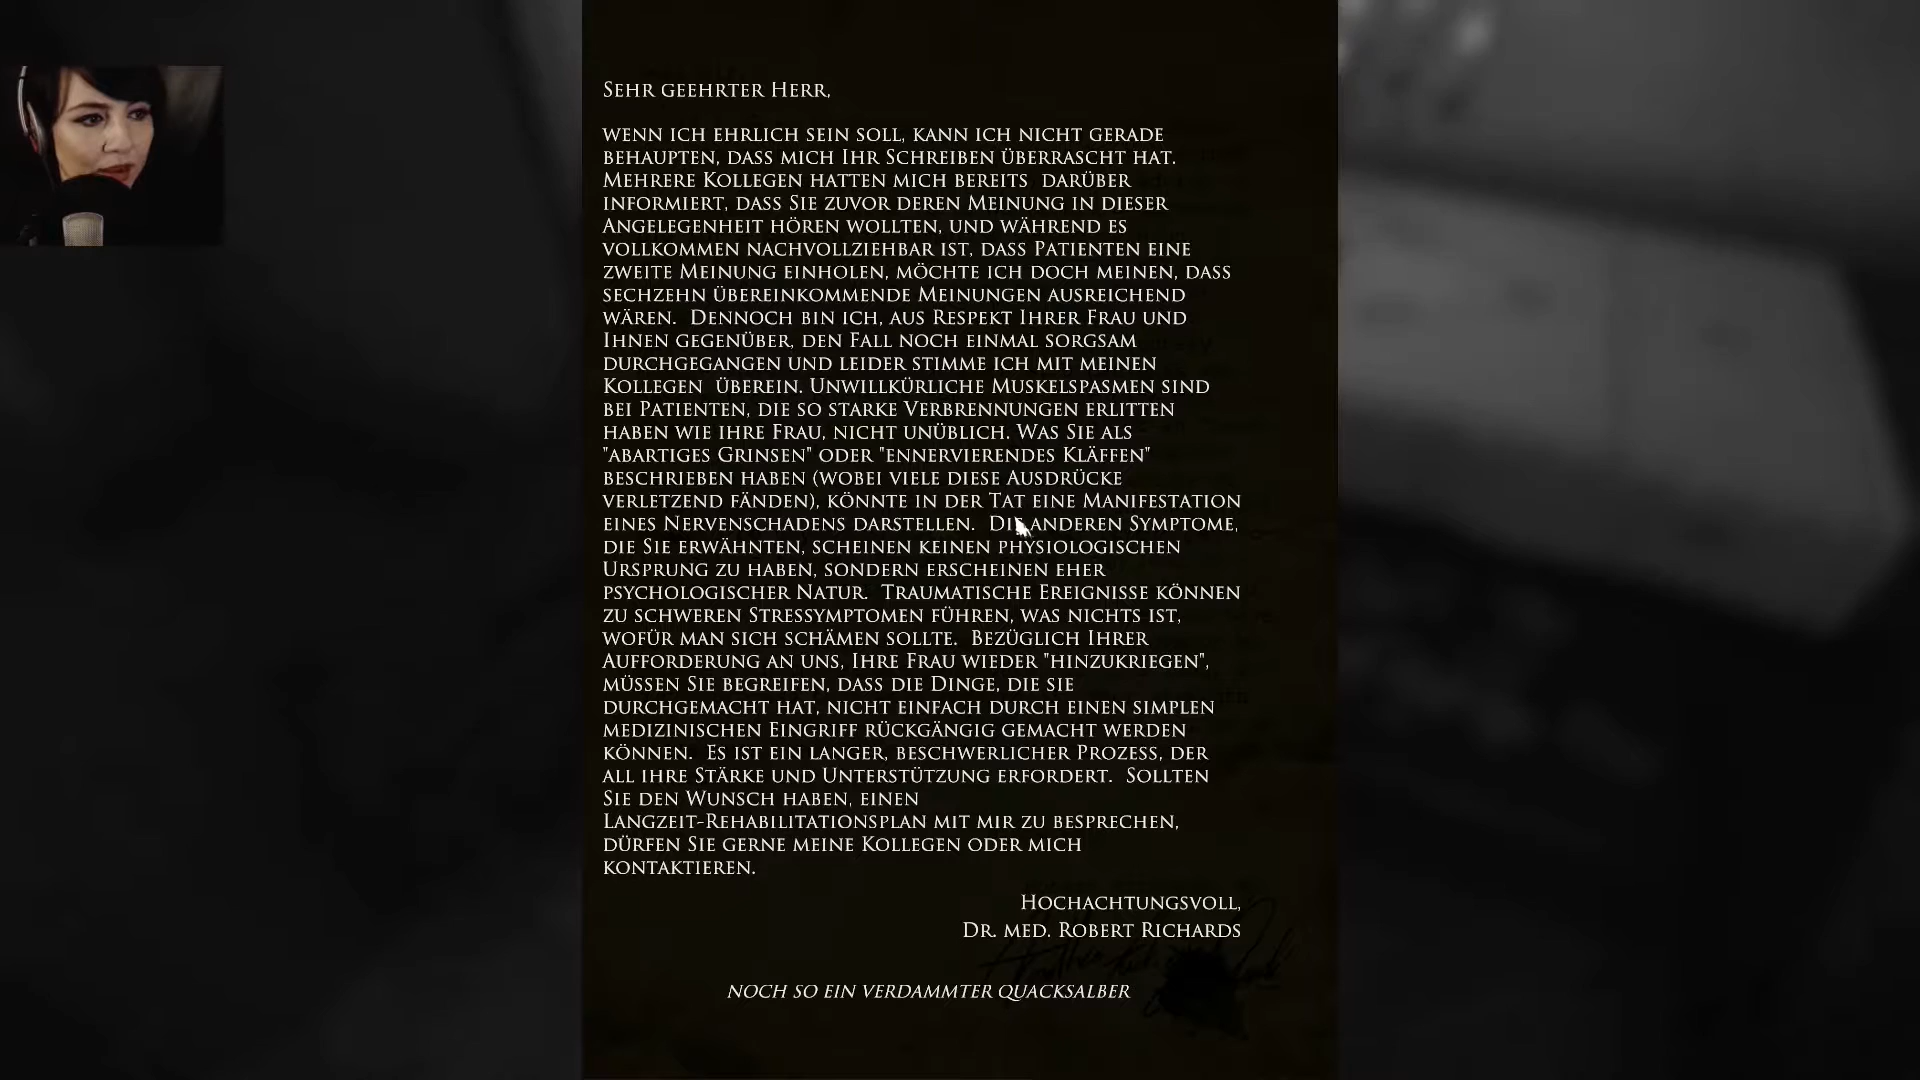 Sehr geehrter Herr,
wenn ich ehrlich sein soll, kann ich nicht gerade
behaupten, dass mich Ihr Schreiben überrascht hat.
Mehrere Kollegen hatten mich bereits darüber
informiert, dass Sie zuvor deren Meinung in dieser
Angelegenheit hören wollten, und während es
vollkommen nachvollziehbar ist, dass Patienten eine
zweite Meinung einholen, möchte ich doch meinen, dass
sechzehn übereinkommende Meinungen ausreichend
wären. Dennoch bin ich, aus Respekt Ihrer Frau und
Ihnen gegenüber, den Fall noch einmal sorgsam
durchgegangen und leider stimme ich mit meinen
Kollegen überein. Unwillkürliche Muskelspasmen sind
bei Patienten, die so starke Verbrennungen erlitten
haben wie ihre Frau, nicht unüblich. Was Sie als
"abartiges Grinsen" oder "ennervierendes Kläffen"
beschrieben haben (wobei viele diese Ausdrücke
verletzend fänden), könnte in der Tat eine Manifestation
eines Nervenschadens darstellen. Die anderen Symptome,
die Sie erwähnten, scheinen keinen physiologischen
Ursprung zu haben, sondern erscheinen eher
psychologischer Natur. Traumatische Ereignisse können
zu schweren Stressymptomen führen, was nichts ist,
wofür man sich schämen sollte. Bezüglich Ihrer
Aufforderung an uns, Ihre Frau wieder "hinzukriegen",
müssen Sie begreifen, dass die Dinge, die sie
durchgemacht hat, nicht einfach durch einen simplen
medizinischen Eingriff rückgängig gemacht werden
können. Es ist ein langer, beschwerlicher Prozess, der
all ihre Stärke und Unterstützung erfordert. Sollten
Sie den Wunsch haben, einen
Langzeit-Rehabilitationsplan mit mir zu besprechen,
dürfen Sie gerne meine Kollegen oder mich
kontaktieren.
Hochachtungsvoll,
Dr. med. Robert Richards
noch so ein verdammter Quacksalber